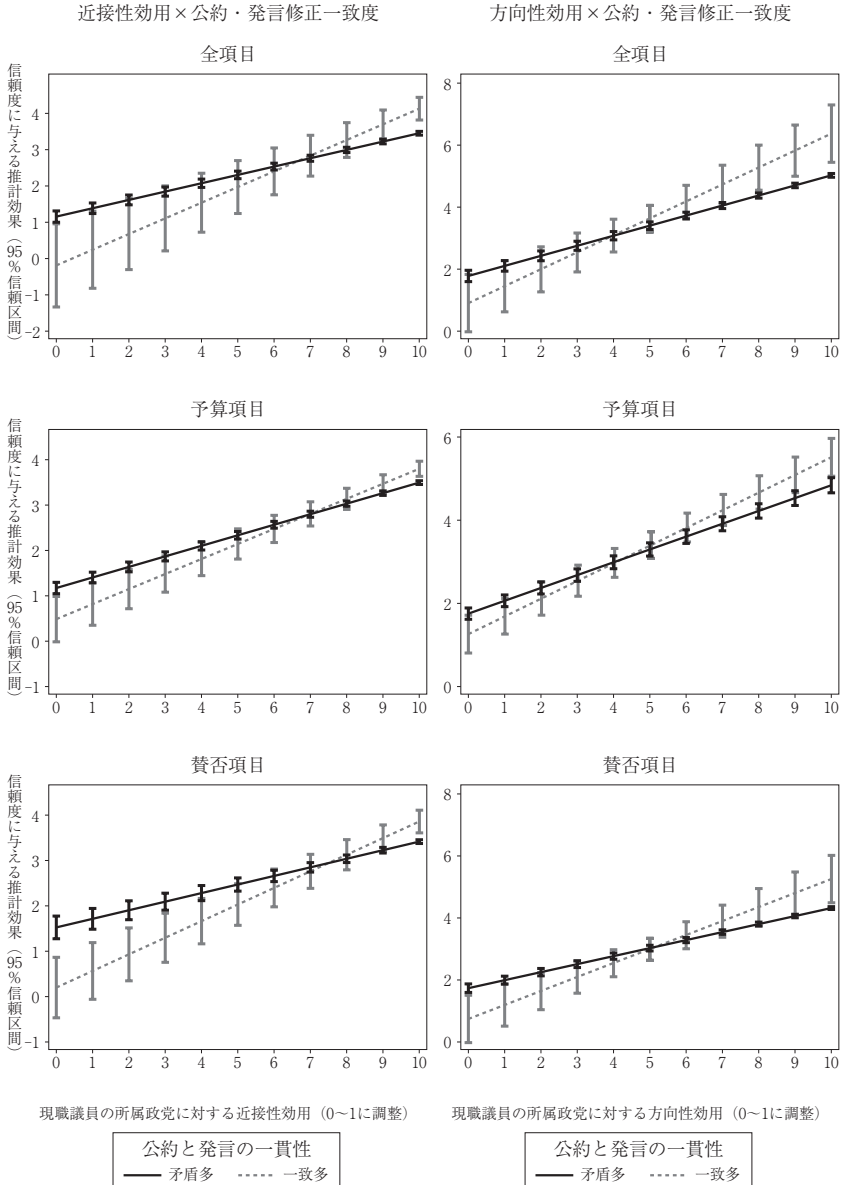 近接性効用×公約・発言修正一致度
方向性効用×公約・発言修正一致度
全項目
信頼度に与える推計効果（95％信頼区間）
4
3
2
1
0
-1
-2
0 1 2 3 4 5 6 7 8 9 10
全項目
8
6
4
2
0
0 1 2 3 4 5 6 7 8 9 10
予算項目
信頼度に与える推計効果（95％信頼区間）
4
3
2
1
0
-1
0 1 2 3 4 5 6 7 8 9 10
予算項目
6
4
2
0
0 1 2 3 4 5 6 7 8 9 10
賛否項目
信頼度に与える推計効果（95％信頼区間）
4
3
2
1
0
-1
0 1 2 3 4 5 6 7 8 9 10
賛否項目
8
6
4
2
0
0 1 2 3 4 5 6 7 8 9 10
現職議員の所属政党に対する近接性効用（0～1に調整）
現職議員の所属政党に対する方向性効用（0～1に調整）
公約と発言の一貫性
矛盾多 一致多
公約と発言の一貫性
矛盾多 一致多